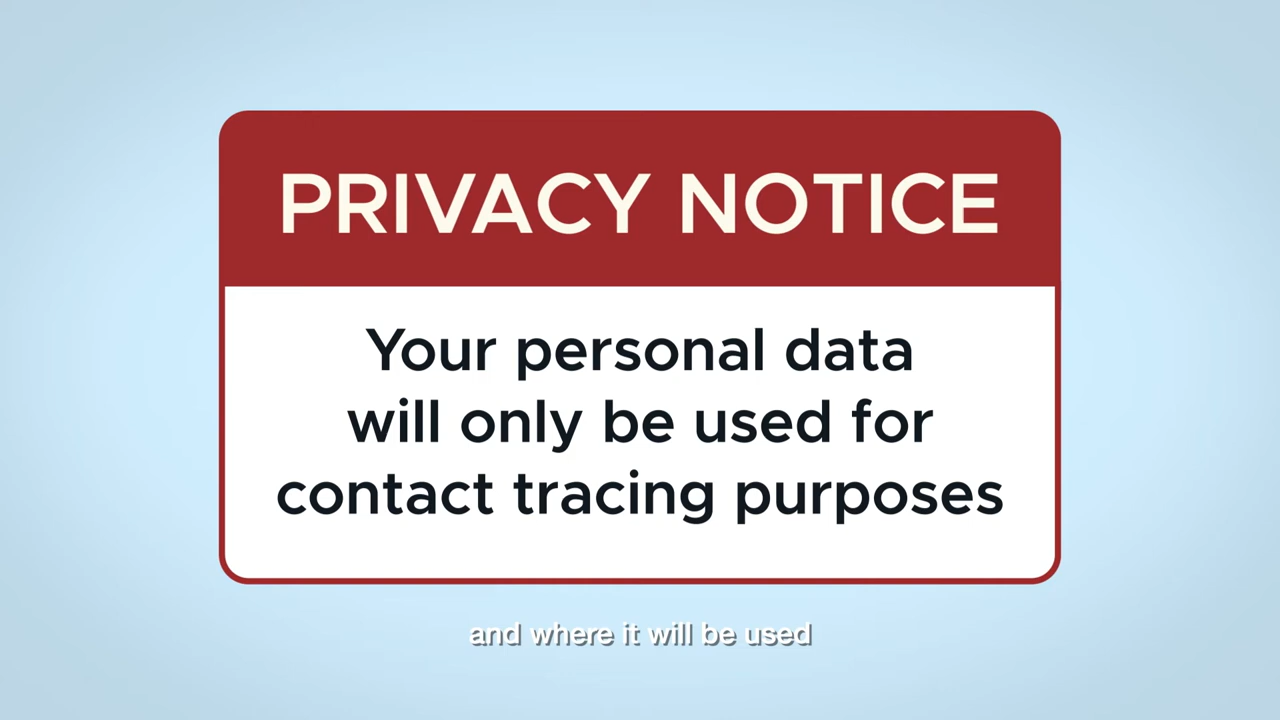 PRIVACY NOTICE
Your personal data
will only be used for
contact tracing purposes
and where it will be used